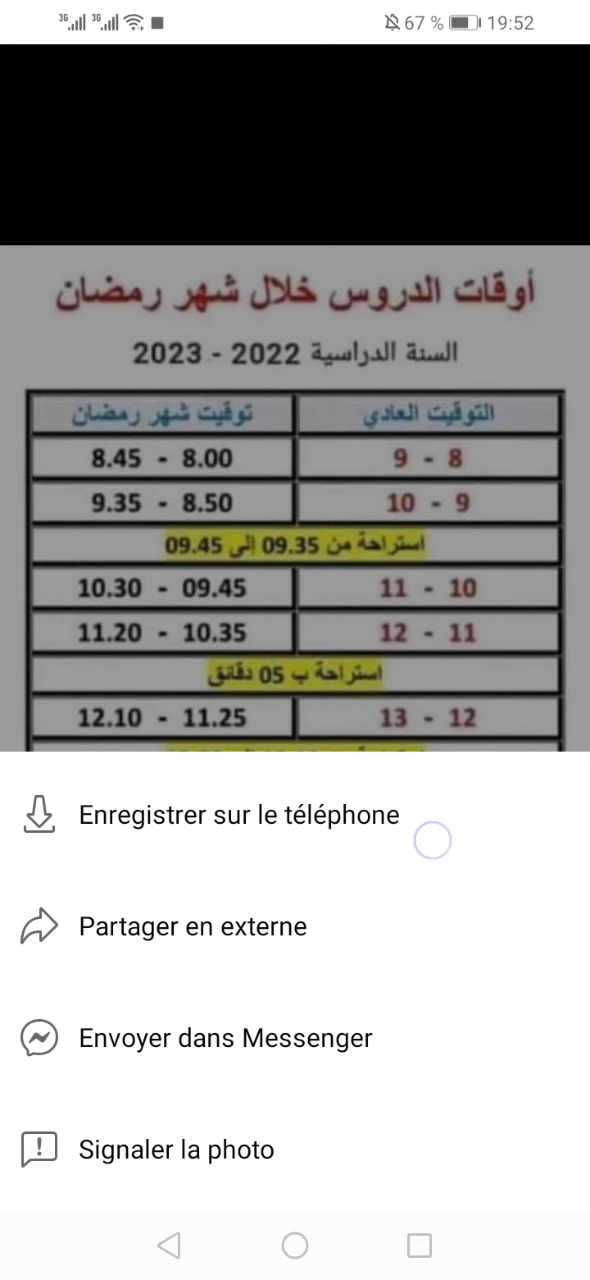 3G 3G 67 % 19:52
أوقات الدروس خلال شهر رمضان
السنة الدراسية 2022 - 2023
التوقيت العادي توقيت شهر رمضان
8 - 9 8.00 - 8.45
9 - 10 8.50 - 9.35
استراحة من 09.35 إلى 09.45
10 - 11 09.45 - 10.30
11 - 12 10.35 - 11.20
استراحة ب 05 دقائق
12 - 13 11.25 - 12.10
Enregistrer sur le téléphone
Partager en externe
Envoyer dans Messenger
Signaler la photo